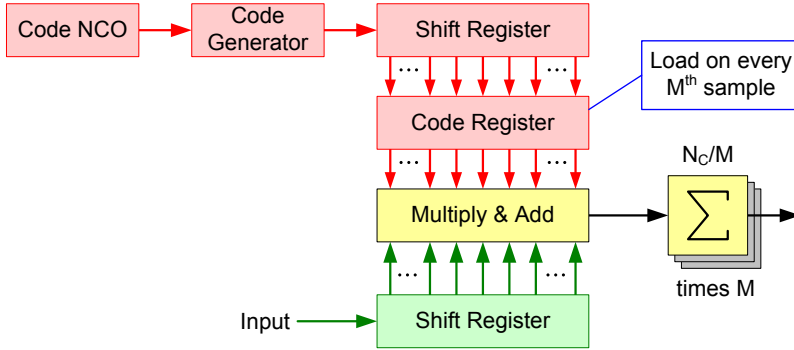 Code NCO
Code
Generator
Shift Register
...
...
Load on every
Mth sample
Code Register
...
...
NC/M
Multiply & Add
Σ
...
...
times M
Input
Shift Register